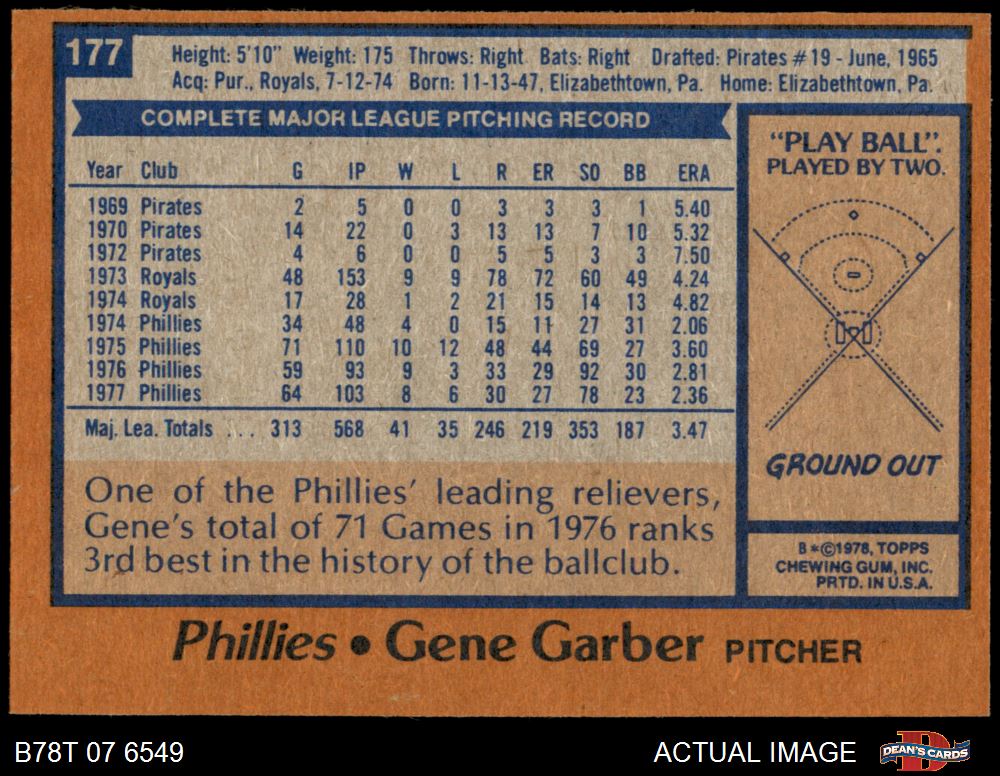 177
Height: 5'10" Weight: 175 Throws: Right Bats: Right Drafted: Pirates #19 - June, 1965
Acq: Pur., Royals, 7-12-74 Born: 11-13-47, Elizabethtown, Pa. Home: Elizabethtown, Pa.
COMPLETE MAJOR LEAGUE PITCHING RECORD
Year Club G IP W L R ER SO BB ERA
1969 Pirates 2 5 0 0 3 3 3 1 5.40
1970 Pirates 14 22 0 3 13 13 7 10 5.32
1972 Pirates 4 6 0 0 5 5 3 3 7.50
1973 Royals 48 153 9 9 78 72 60 49 4.24
1974 Royals 17 28 1 2 21 15 14 13 4.82
1974 Phillies 34 48 4 0 15 11 27 31 2.06
1975 Phillies 71 110 10 12 48 44 69 27 3.60
1976 Phillies 59 93 9 3 33 29 92 30 2.81
1977 Phillies 64 103 8 6 30 27 78 23 2.36
Maj. Lea. Totals ... 313 568 41 35 246 219 353 187 3.47
One of the Phillies' leading relievers,
Gene's total of 71 Games in 1976 ranks
3rd best in the history of the ballclub.
"PLAY BALL".
PLAYED BY TWO.
GROUND OUT
B*©1978, TOPPS
CHEWING GUM, INC.
PRTD. IN U.S.A.
Phillies • Gene Garber PITCHER
B78T 07 6549
ACTUAL IMAGE
DEAN'S CARDS